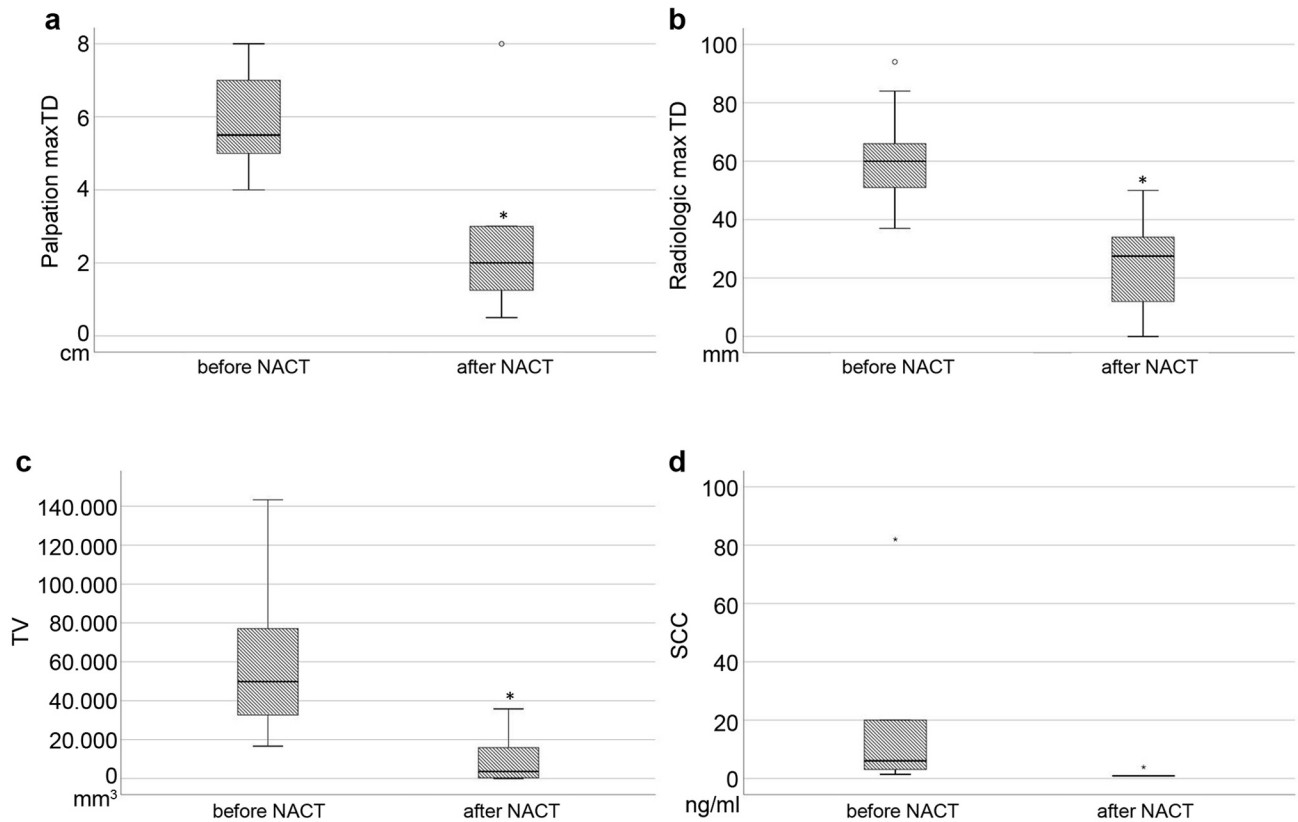 a
8
6
4
2
0
cm
Palpation maxTD
*
before NACT
after NACT
b
100
80
60
40
20
0
mm
Radiologic max TD
*
before NACT
after NACT
c
140.000
120.000
100.000
80.000
60.000
40.000
20.000
0
mm³
TV
*
before NACT
after NACT
d
100
80
60
40
20
0
ng/ml
SCC
*
*
before NACT
after NACT